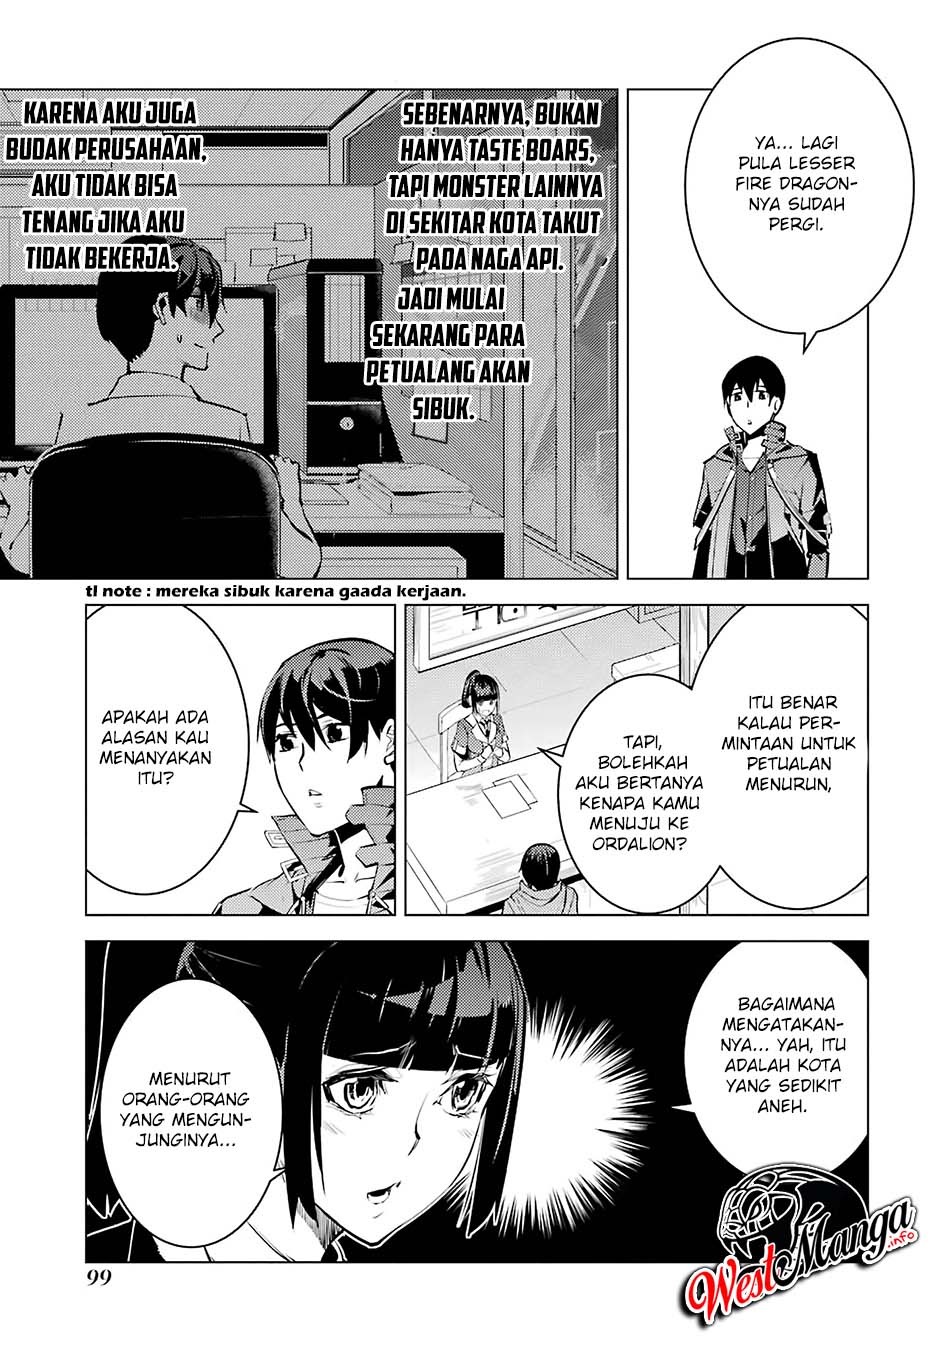 YA... LAGI
PULA LESSER
FIRE DRAGON-
NYA SUDAH
PERGI.
SEBENARNYA, BUKAN
HANYA TASTE BOARS,
TAPI MONSTER LAINNYA
DI SEKITAR KOTA TAKUT
PADA NAGA API.
JADI MULAI
SEKARANG PARA
PETUALANG AKAN
SIBUK.
KARENA AKU JUGA
BUDAK PERUSAHAAN,
AKU TIDAK BISA
TENANG JIKA AKU
TIDAK BEKERJA.
tl note : mereka sibuk karena gaada kerjaan.
ITU BENAR
KALAU PER-
MINTAAN UNTUK
PETUALAN
MENURUN,
TAPI,
BOLEHKAH
AKU BERTANYA
KENAPA KAMU
MENUJU KE
ORDALION?
APAKAH ADA
ALASAN KAU
MENANYAKAN
ITU?
BAGAIMANA
MENGATAKAN-
NYA... YAH, ITU
ADALAH KOTA
YANG SEDIKIT
ANEH.
MENURUT
ORANG-ORANG
YANG MENGUN-
JUNGINYA...
99
WestManga
.info